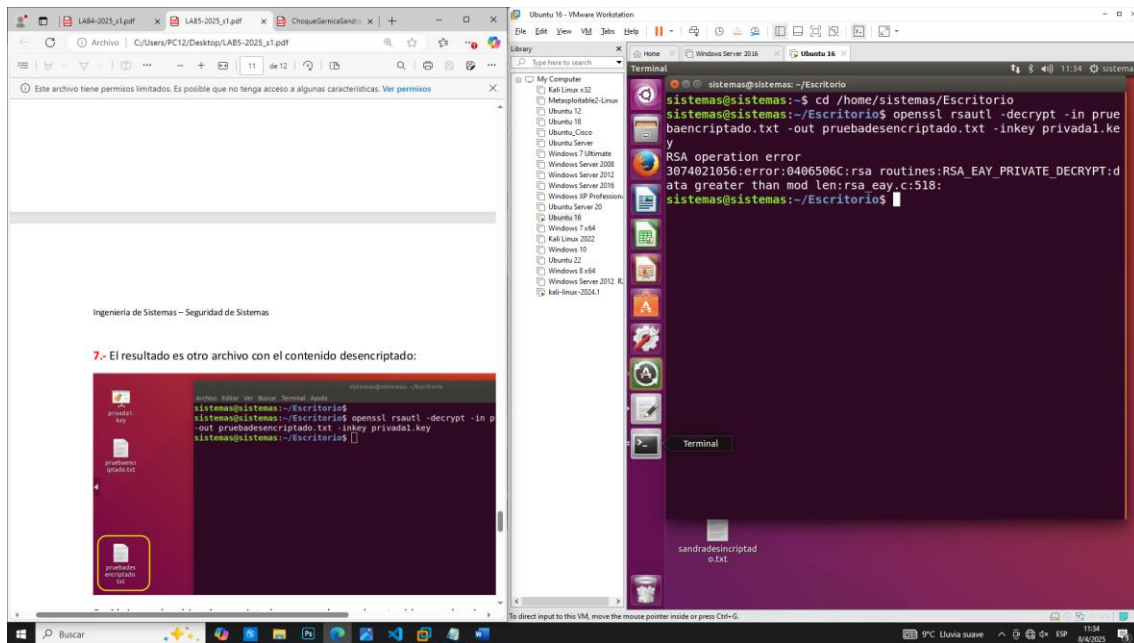 LAB4-2025_s1.pdf
LAB5-2025_s1.pdf
ChoqueGarnicaSandro
Archivo
C:/Users/PC12/Desktop/LAB5-2025_s1.pdf
11 de 12
Este archivo tiene permisos limitados. Es posible que no tenga acceso a algunas características. Ver permisos
Ingeniería de Sistemas – Seguridad de Sistemas
7.- El resultado es otro archivo con el contenido desencriptado:
sistemas@sistemas: ~/Escritorio
Archivo Editar Ver Buscar Terminal Ayuda
sistemas@sistemas:~/Escritorio$
sistemas@sistemas:~/Escritorio$ openssl rsautl -decrypt -in p
-out pruebadesencriptado.txt -inkey privada1.key
sistemas@sistemas:~/Escritorio$
privada1.
key
pruebaencr
iptado.txt
pruebades
encriptado.
txt
Ubuntu 16 - VMware Workstation
File Edit View VM Tabs Help
Library
Type here to search
My Computer
Kali Linux x32
Metasploitable2-Linux
Ubuntu 12
Ubuntu 18
Ubuntu_Cisco
Ubuntu Server
Windows 7 Ultimate
Windows Server 2008
Windows Server 2012
Windows Server 2016
Windows XP Profession
Ubuntu Server 20
Ubuntu 16
Windows 7 x64
Kali Linux 2022
Windows 10
Ubuntu 22
Windows 8 x64
Windows Server 2012 R
kali-linux-2024.1
Home
Windows Server 2016
Ubuntu 16
Terminal
11:34
sistema
sistemas@sistemas: ~/Escritorio
sistemas@sistemas:~$ cd /home/sistemas/Escritorio
sistemas@sistemas:~/Escritorio$ openssl rsautl -decrypt -in prue
baencriptado.txt -out pruebadesencriptado.txt -inkey privada1.ke
y
RSA operation error
3074021056:error:0406506C:rsa routines:RSA_EAY_PRIVATE_DECRYPT:d
ata greater than mod len:rsa_eay.c:518:
sistemas@sistemas:~/Escritorio$
Terminal
sandradesincriptad
o.txt
To direct input to this VM, move the mouse pointer inside or press Ctrl+G.
Buscar
9°C Lluvia suave
ESP
11:34
8/4/2025